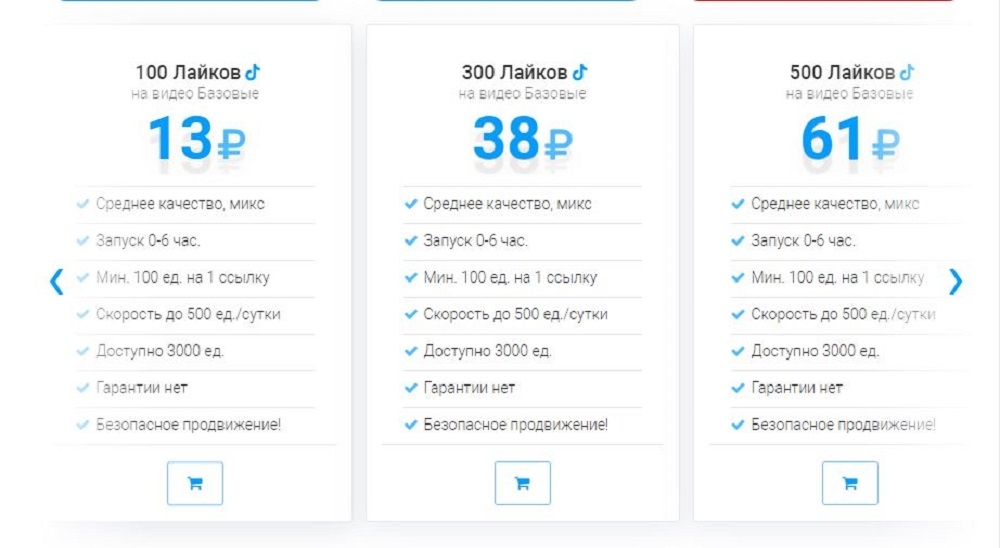 100 Лайков
на видео Базовые
13₽
Среднее качество, микс
Запуск 0-6 час.
Мин. 100 ед. на 1 ссылку
Скорость до 500 ед./сутки
Доступно 3000 ед.
Гарантии нет
Безопасное продвижение!
300 Лайков
на видео Базовые
38₽
Среднее качество, микс
Запуск 0-6 час.
Мин. 100 ед. на 1 ссылку
Скорость до 500 ед./сутки
Доступно 3000 ед.
Гарантии нет
Безопасное продвижение!
500 Лайков
на видео Базовые
61₽
Среднее качество, микс
Запуск 0-6 час.
Мин. 100 ед. на 1 ссылку
Скорость до 500 ед./сутки
Доступно 3000 ед.
Гарантии нет
Безопасное продвижение!